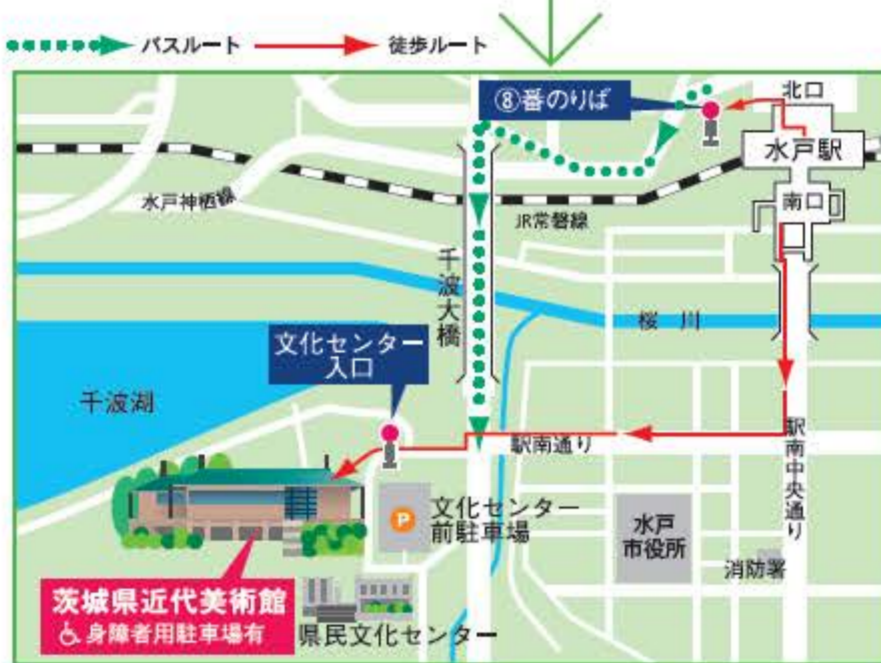 バスルート
徒歩ルート
⑧番のりば
北口
水戸駅
南口
水戸神栖線
JR常磐線
千波大橋
桜川
文化センター
入口
千波湖
駅南通り
駅南中央通り
P
文化センター
前駐車場
水戸
市役所
消防署
茨城県近代美術館
身障者用駐車場有
県民文化センター